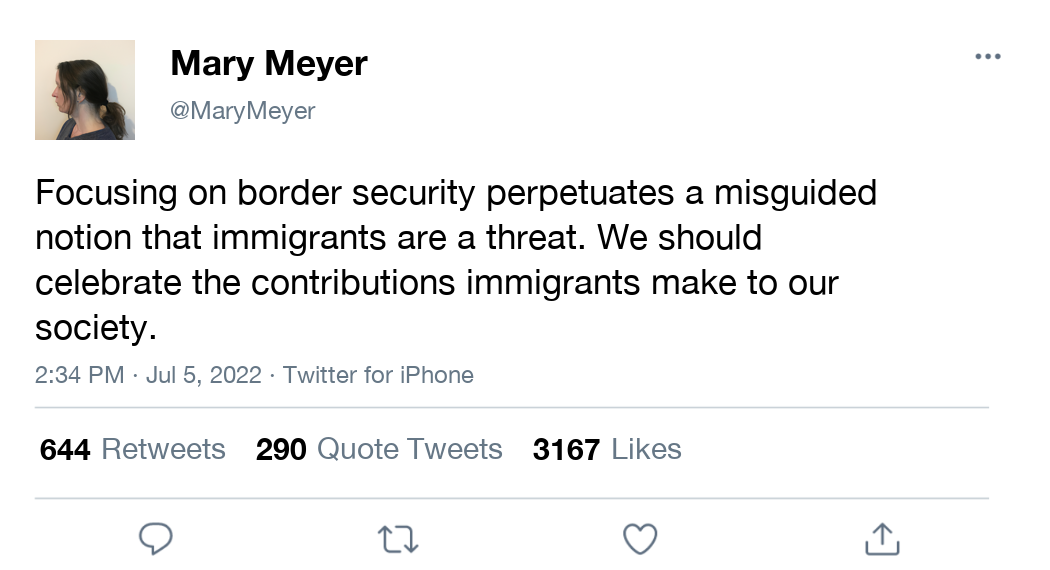 Mary Meyer
@MaryMeyer
Focusing on border security perpetuates a misguided
notion that immigrants are a threat. We should
celebrate the contributions immigrants make to our
society.
2:34 PM · Jul 5, 2022 · Twitter for iPhone
644 Retweets 290 Quote Tweets 3167 Likes